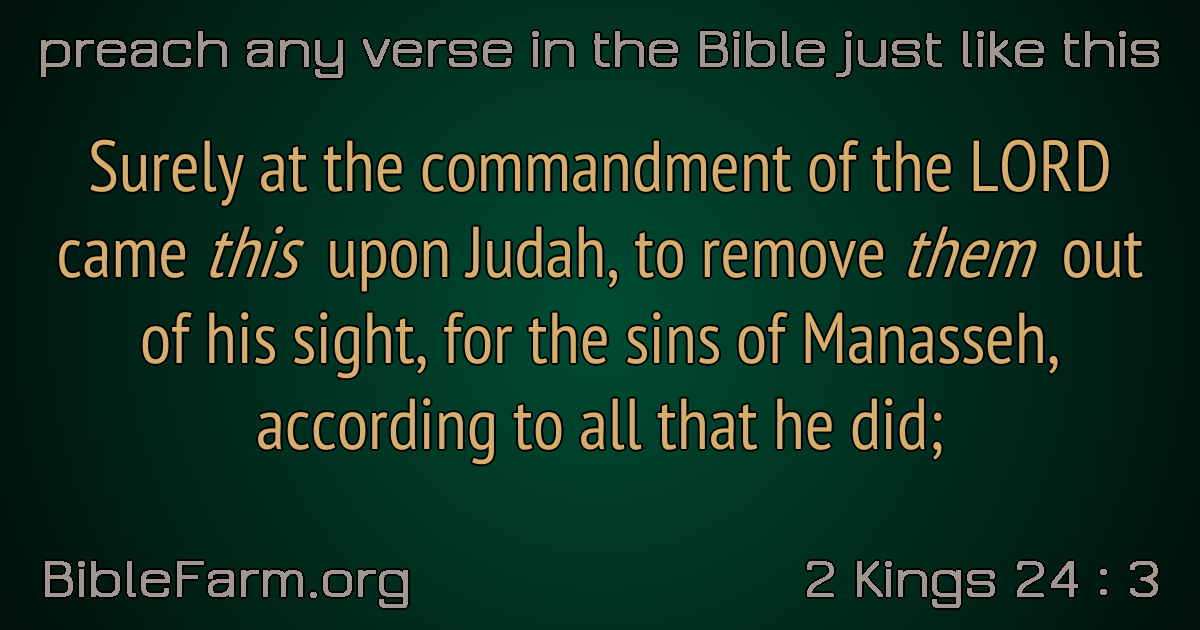 preach any verse in the Bible just like this
Surely at the commandment of the LORD
came this upon Judah, to remove them out
of his sight, for the sins of Manasseh,
according to all that he did;
BibleFarm.org
2 Kings 24 : 3